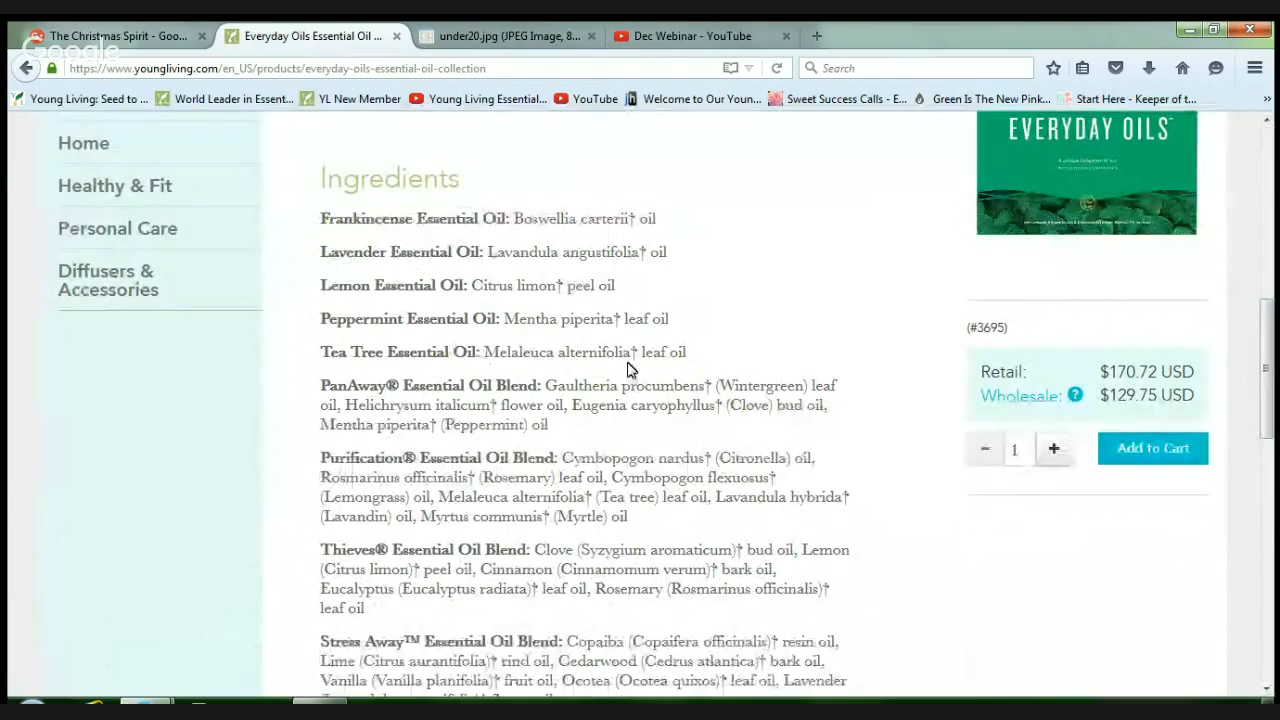 The Christmas Spirit - Goo...
Everyday Oils Essential Oil ...
under20.jpg (JPEG Image, 8...
Dec Webinar - YouTube
Google
https://www.youngliving.com/en_US/products/everyday-oils-essential-oil-collection
Search
Young Living: Seed to ...
World Leader in Essent...
YL New Member
Young Living Essential...
YouTube
Welcome to Our Youn...
Sweet Success Calls - E...
Green Is The New Pink...
Start Here - Keeper of t...
Home
Healthy & Fit
Personal Care
Diffusers &
Accessories
Ingredients
Frankincense Essential Oil: Boswellia carterii† oil
Lavender Essential Oil: Lavandula angustifolia† oil
Lemon Essential Oil: Citrus limon† peel oil
Peppermint Essential Oil: Mentha piperita† leaf oil
Tea Tree Essential Oil: Melaleuca alternifolia† leaf oil
PanAway® Essential Oil Blend: Gaultheria procumbens† (Wintergreen) leaf
oil, Helichrysum italicum† flower oil, Eugenia caryophyllus† (Clove) bud oil,
Mentha piperita† (Peppermint) oil
Purification® Essential Oil Blend: Cymbopogon nardus† (Citronella) oil,
Rosmarinus officinalis† (Rosemary) leaf oil, Cymbopogon flexuosus†
(Lemongrass) oil, Melaleuca alternifolia† (Tea tree) leaf oil, Lavandula hybrida†
(Lavandin) oil, Myrtus communis† (Myrtle) oil
Thieves® Essential Oil Blend: Clove (Syzygium aromaticum)† bud oil, Lemon
(Citrus limon)† peel oil, Cinnamon (Cinnamomum verum)† bark oil,
Eucalyptus (Eucalyptus radiata)† leaf oil, Rosemary (Rosmarinus officinalis)†
leaf oil
Stress Away™ Essential Oil Blend: Copaiba (Copaifera officinalis)† resin oil,
Lime (Citrus aurantifolia)† rind oil, Cedarwood (Cedrus atlantica)† bark oil,
Vanilla (Vanilla planifolia)† fruit oil, Ocotea (Ocotea quixos)† leaf oil, Lavender
EVERYDAY OILS™
(#3695)
Retail: $170.72 USD
Wholesale: ? $129.75 USD
− 1 +
Add to Cart